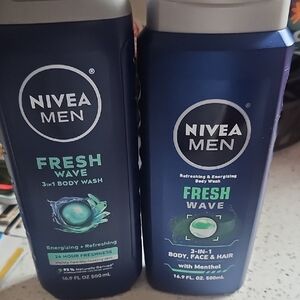 NIVEA
MEN
FRESH
WAVE
3in1 BODY WASH
Energizing + Refreshing
24 HOUR FRESHNESS
16.9 FL. OZ. 500mL
NIVEA
MEN
Refreshing & Energizing
Body Wash
FRESH
WAVE
3-IN-1
BODY, FACE & HAIR
with Menthol
16.9 FL. OZ. 500mL